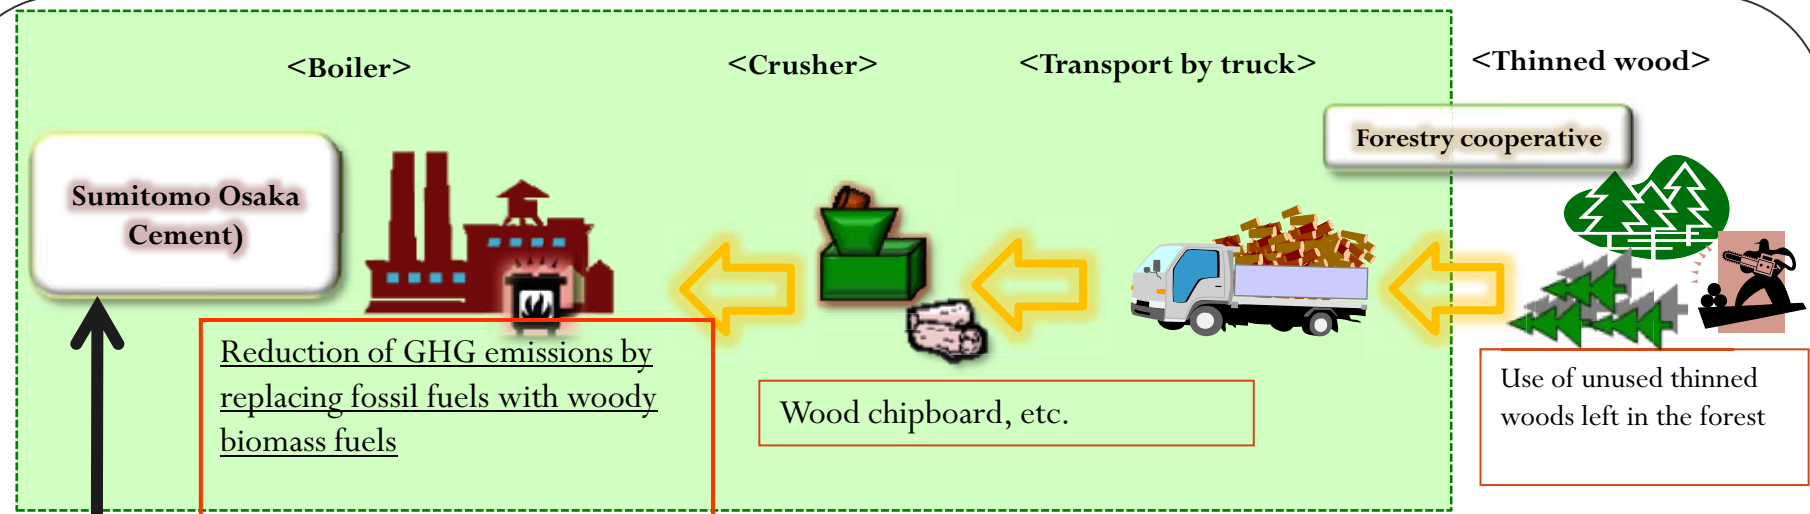 <Boiler>
<Crusher>
<Transport by truck>
<Thinned wood>
Forestry cooperative
Sumitomo Osaka
Cement)
Reduction of GHG emissions by
replacing fossil fuels with woody
biomass fuels
Wood chipboard, etc.
Use of unused thinned
woods left in the forest